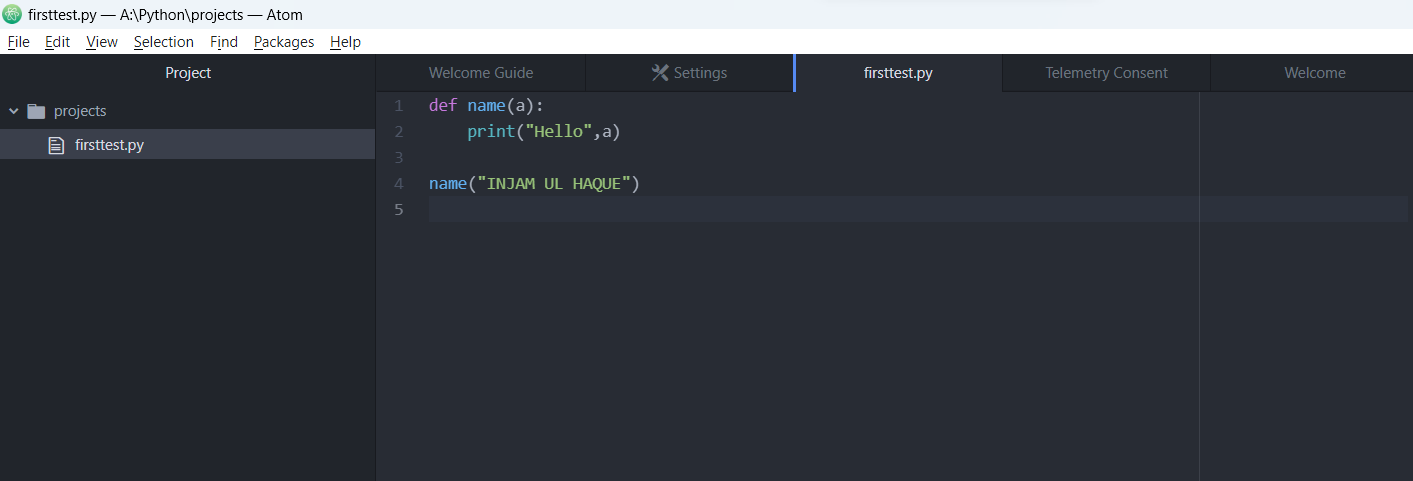 firsttest.py — A:\Python\projects — Atom
File Edit View Selection Find Packages Help
Project
projects
firsttest.py
Welcome Guide Settings firsttest.py Telemetry Consent Welcome
1 def name(a):
2     print("Hello",a)
3
4 name("INJAM UL HAQUE")
5